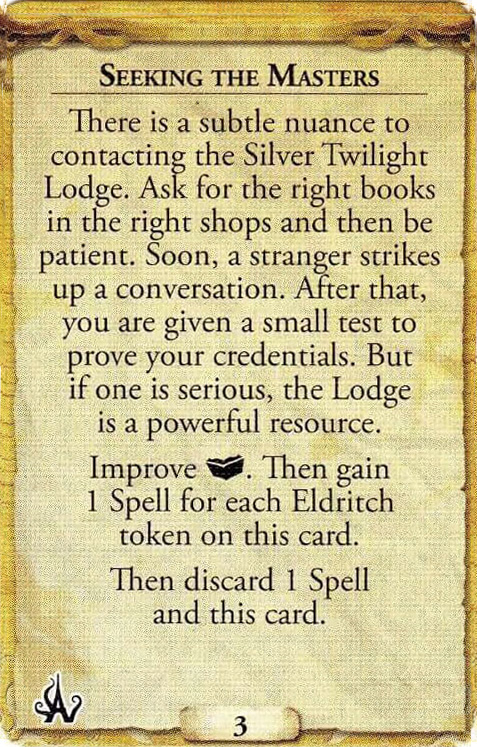 Seeking the Masters
There is a subtle nuance to
contacting the Silver Twilight
Lodge. Ask for the right books
in the right shops and then be
patient. Soon, a stranger strikes
up a conversation. After that,
you are given a small test to
prove your credentials. But
if one is serious, the Lodge
is a powerful resource.
Improve . Then gain
1 Spell for each Eldritch
token on this card.
Then discard 1 Spell
and this card.
3